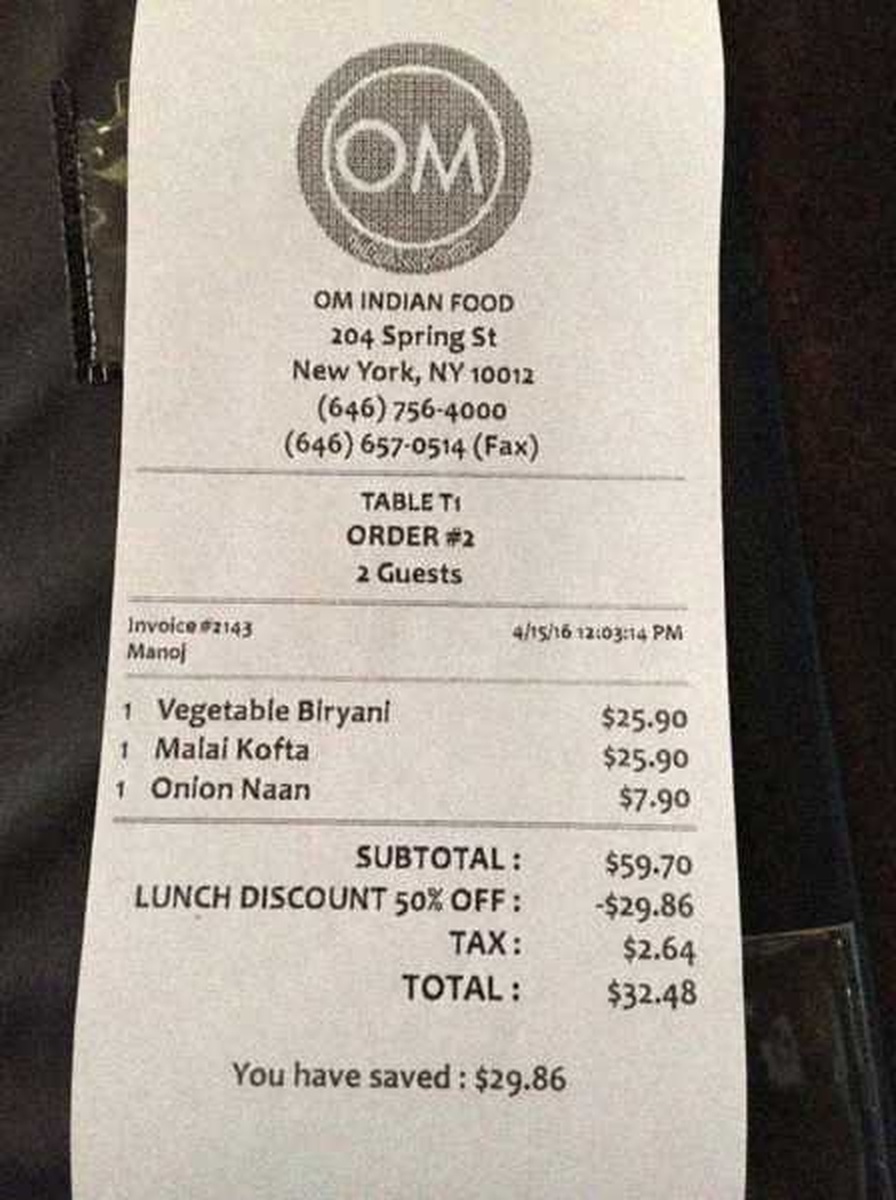 OM
OM INDIAN FOOD
204 Spring St
New York, NY 10012
(646) 756-4000
(646) 657-0514 (Fax)
TABLE T1
ORDER #2
2 Guests
Invoice #2143 4/15/16 12:03:14 PM
Manoj
1 Vegetable Biryani $25.90
1 Malai Kofta $25.90
1 Onion Naan $7.90
SUBTOTAL : $59.70
LUNCH DISCOUNT 50% OFF : -$29.86
TAX : $2.64
TOTAL : $32.48
You have saved : $29.86